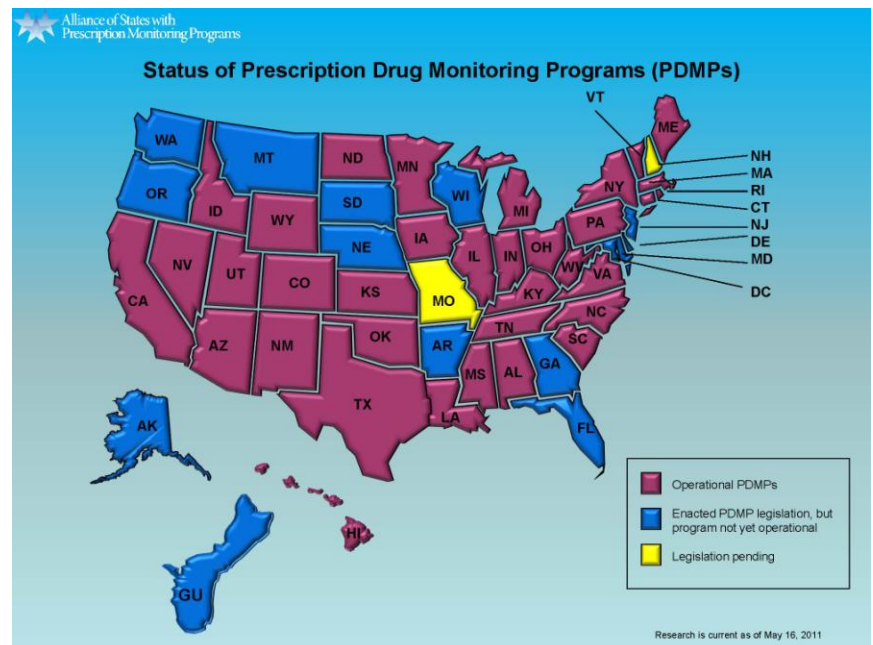 Alliance of States with
Prescription Monitoring Programs
Status of Prescription Drug Monitoring Programs (PDMPs)
VT
WA
MT
ND
MN
ME
OR
ID
WY
SD
WI
MI
NY
NH
MA
RI
CT
NJ
DE
MD
DC
NV
UT
CO
NE
IA
IL
IN
OH
PA
WV
VA
CA
KS
MO
KY
NC
AZ
NM
OK
AR
TN
SC
TX
LA
MS
AL
GA
FL
AK
HI
GU
Operational PDMPs
Enacted PDMP legislation, but
program not yet operational
Legislation pending
Research is current as of May 16, 2011